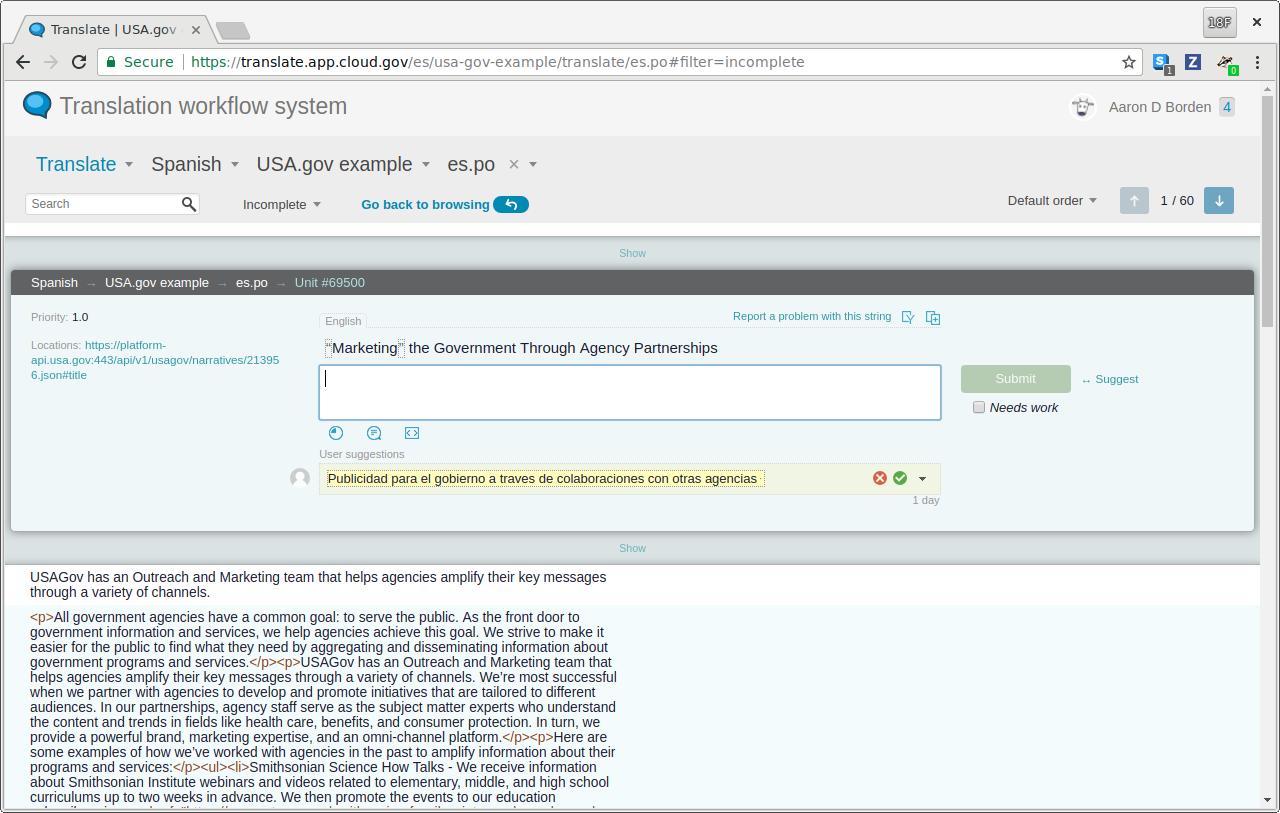 Translate | USA.gov
18F
Secure
https://translate.app.cloud.gov/es/usa-gov-example/translate/es.po#filter=incomplete
S
1
Z
0
Translation workflow system
Aaron D Borden 4
Translate Spanish USA.gov example es.po
Search
Incomplete
Go back to browsing
Default order
1 / 60
Show
Spanish → USA.gov example → es.po → Unit #69500
Priority: 1.0
English
Report a problem with this string
Locations: https://platform-
api.usa.gov:443/api/v1/usagov/narratives/21395
6.json#title
“Marketing” the Government Through Agency Partnerships
Submit
↔ Suggest
Needs work
User suggestions
Publicidad para el gobierno a traves de colaboraciones con otras agencias
1 day
Show
USAGov has an Outreach and Marketing team that helps agencies amplify their key messages
through a variety of channels.
<p>All government agencies have a common goal: to serve the public. As the front door to
government information and services, we help agencies achieve this goal. We strive to make it
easier for the public to find what they need by aggregating and disseminating information about
government programs and services.</p><p>USAGov has an Outreach and Marketing team that
helps agencies amplify their key messages through a variety of channels. We’re most successful
when we partner with agencies to develop and promote initiatives that are tailored to different
audiences. In our partnerships, agency staff serve as the subject matter experts who understand
the content and trends in fields like health care, benefits, and consumer protection. In turn, we
provide a powerful brand, marketing expertise, and an omni-channel platform.</p><p>Here are
some examples of how we’ve worked with agencies in the past to amplify information about their
programs and services:</p><ul><li>Smithsonian Science How Talks - We receive information
about Smithsonian Institute webinars and videos related to elementary, middle, and high school
curriculums up to two weeks in advance. We then promote the events to our education